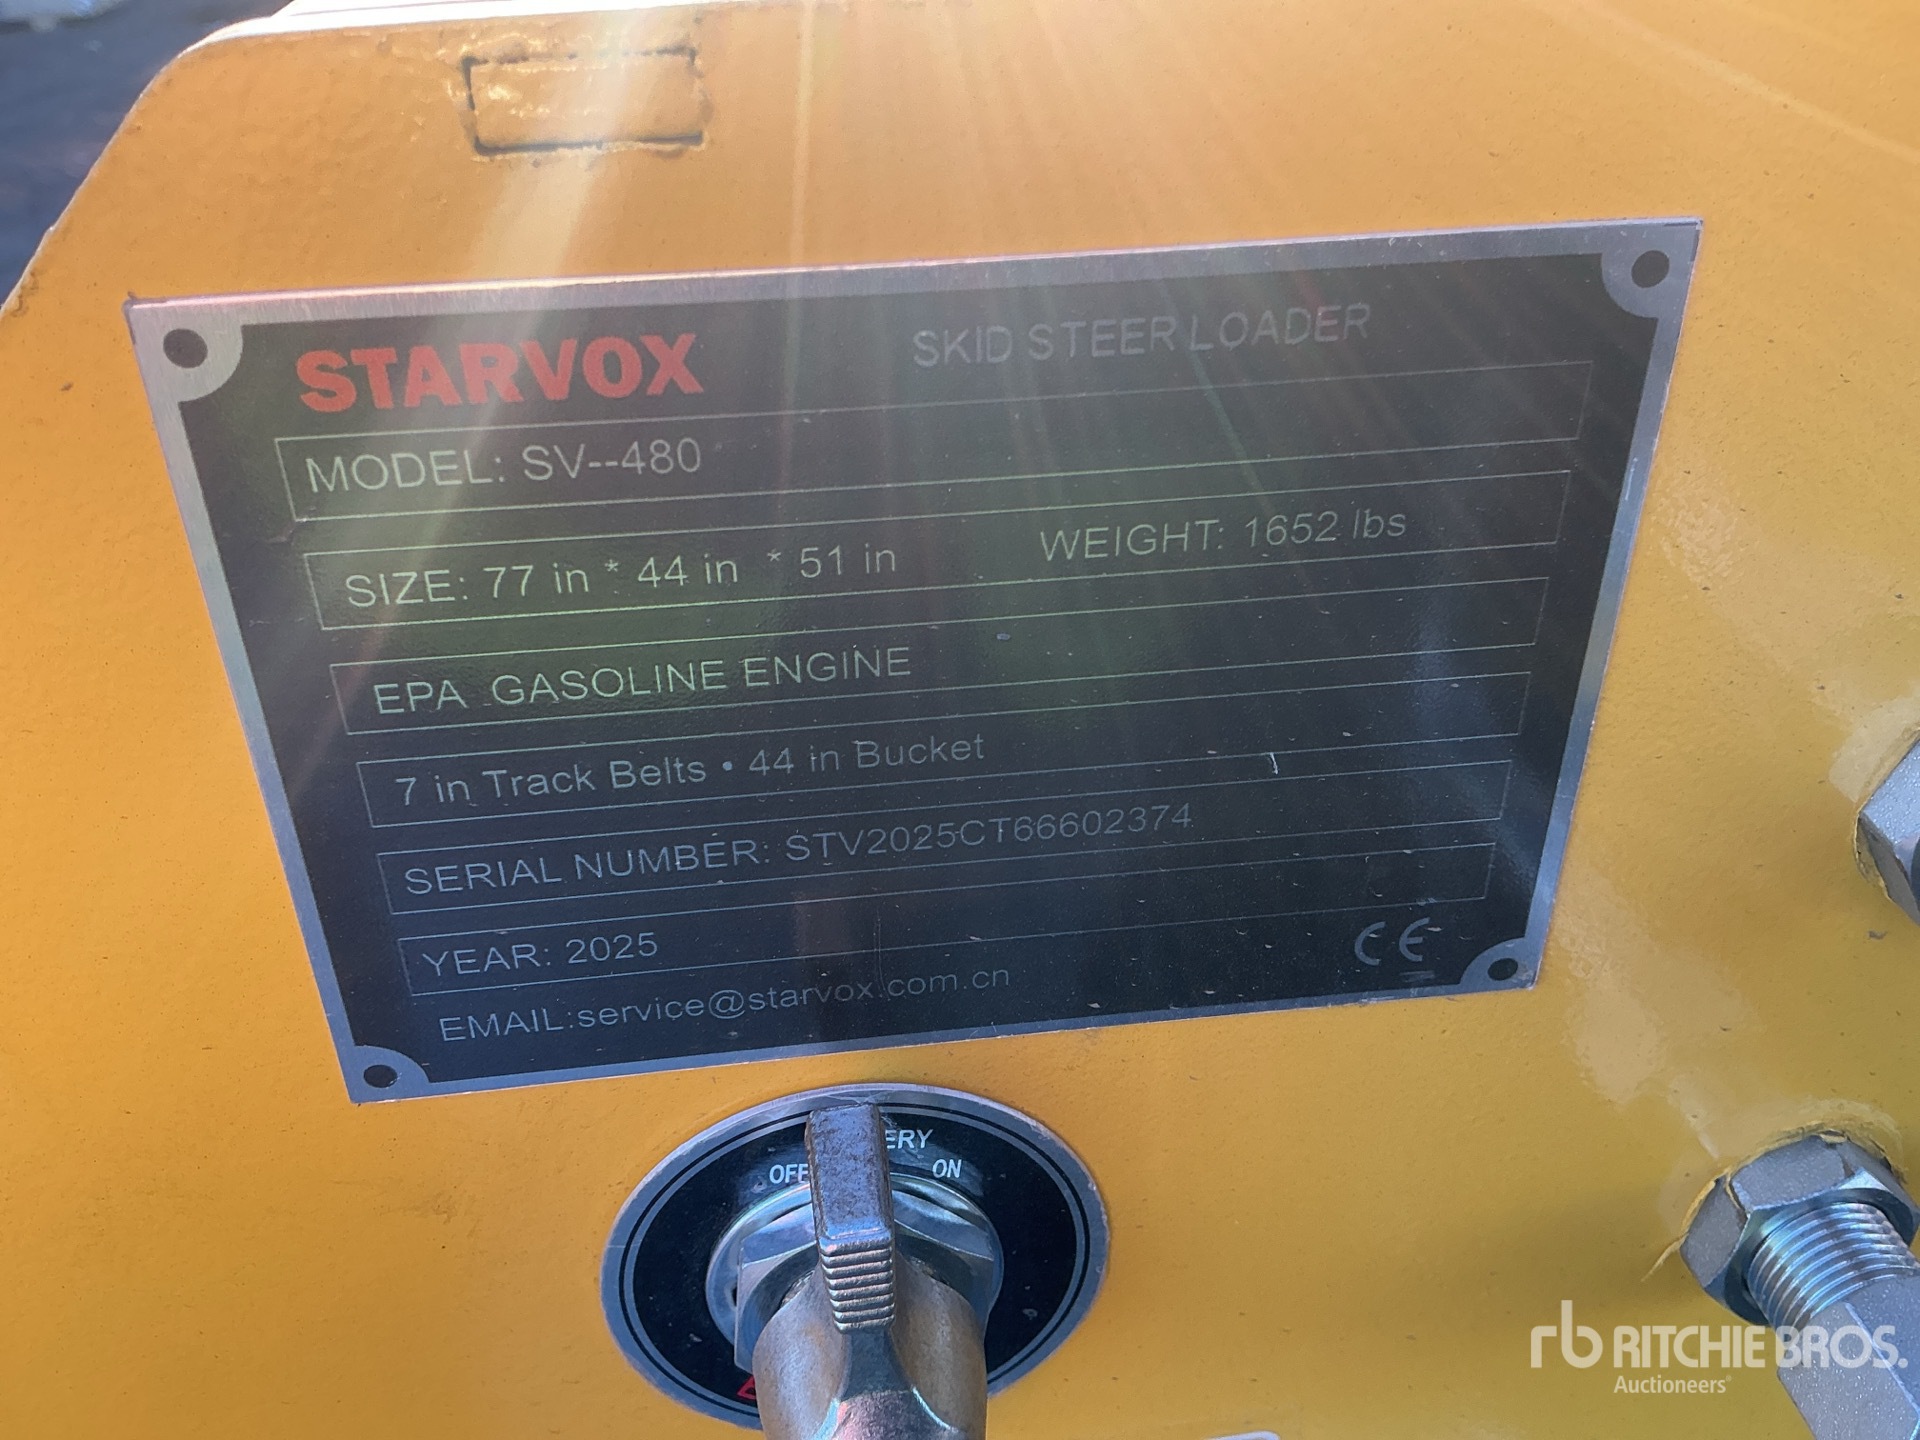 STARVOX SKID STEER LOADER
MODEL: SV--480
SIZE: 77 in * 44 in * 51 in WEIGHT: 1652 lbs
EPA GASOLINE ENGINE
7 in Track Belts • 44 in Bucket
SERIAL NUMBER: STV2025CT66602374
YEAR: 2025
CE
EMAIL:service@starvox.com.cn
ERY
OFF ON
rb RITCHIE BROS.
Auctioneers